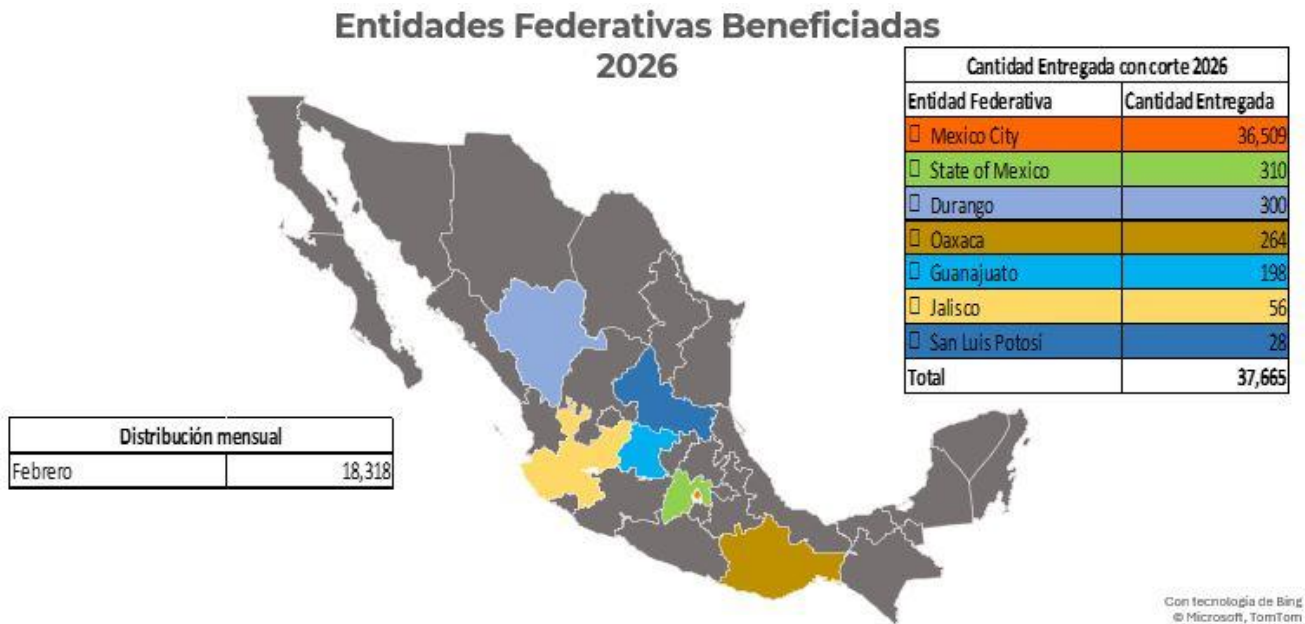 Entidades Federativas Beneficiadas
2026
Cantidad Entregada con corte 2026
Entidad Federativa Cantidad Entregada
Mexico City 36,509
State of Mexico 310
Durango 300
Oaxaca 264
Guanajuato 198
Jalisco 56
San Luis Potosi 28
Total 37,665
Distribución mensual
Febrero 18,318
Con tecnología de Bing
© Microsoft, TomTom